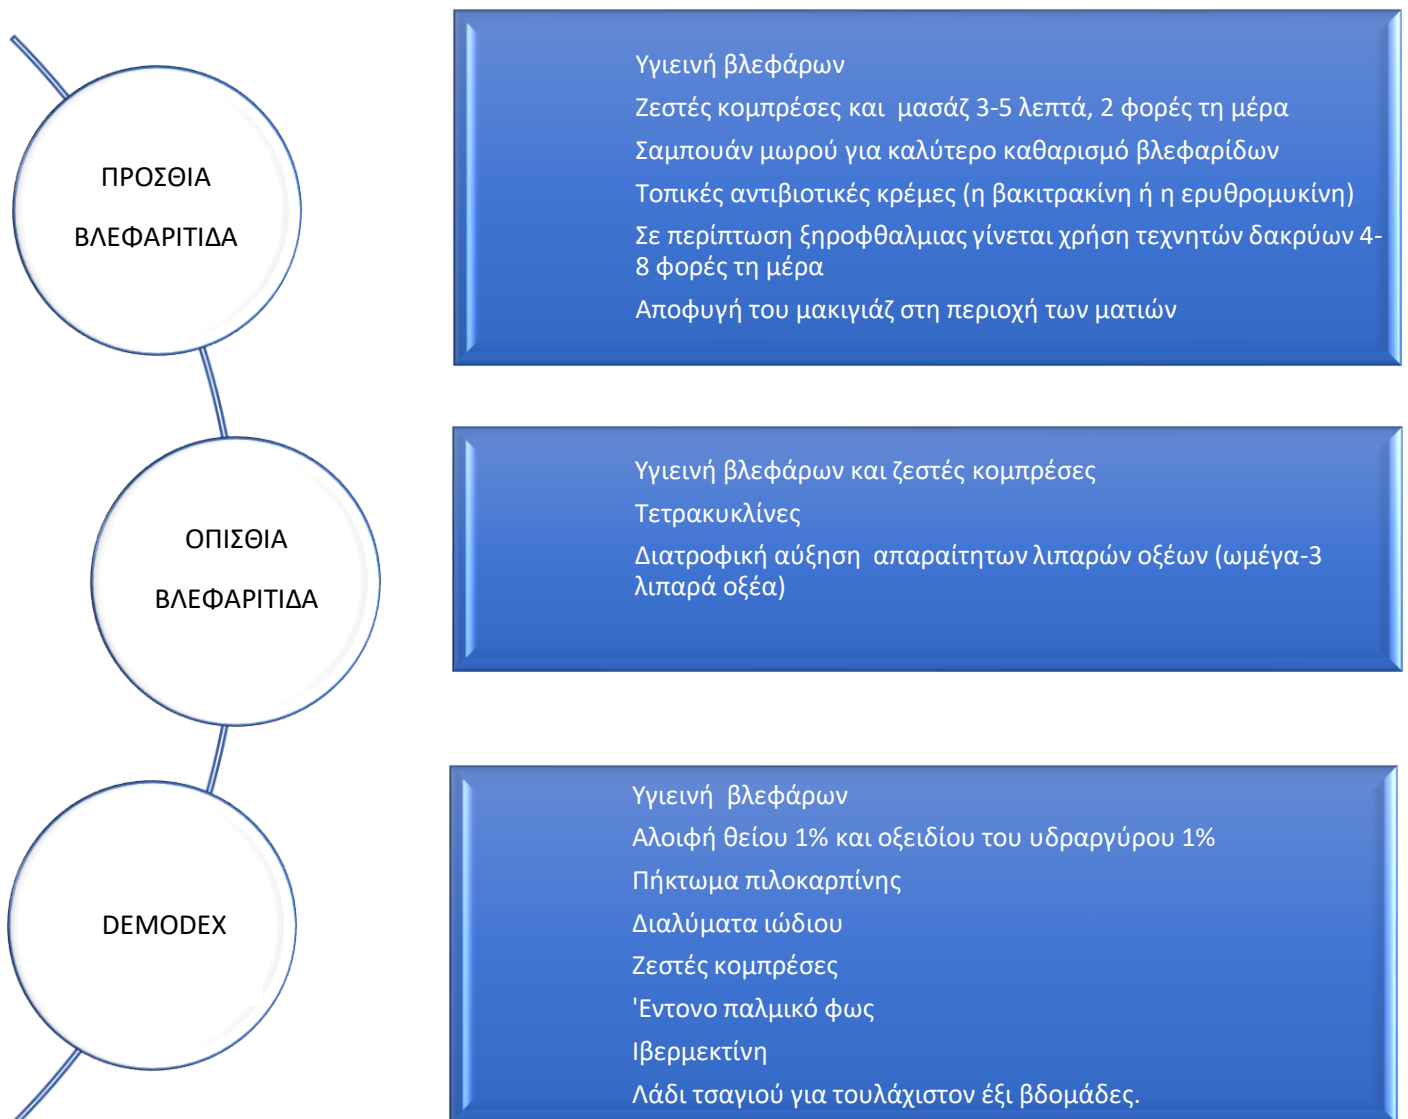 ΠΡΟΣΘΙΑ
ΒΛΕΦΑΡΙΤΙΔΑ
Υγιεινή βλεφάρων
Ζεστές κομπρέσες και μασάζ 3-5 λεπτά, 2 φορές τη μέρα
Σαμπουάν μωρού για καλύτερο καθαρισμό βλεφαρίδων
Τοπικές αντιβιοτικές κρέμες (η βακιτρακίνη ή η ερυθρομυκίνη)
Σε περίπτωση ξηροφθαλμιας γίνεται χρήση τεχνητών δακρύων 4-
8 φορές τη μέρα
Αποφυγή του μακιγιάζ στη περιοχή των ματιών
ΟΠΙΣΘΙΑ
ΒΛΕΦΑΡΙΤΙΔΑ
Υγιεινή βλεφάρων και ζεστές κομπρέσες
Τετρακυκλίνες
Διατροφική αύξηση απαραίτητων λιπαρών οξέων (ωμέγα-3
λιπαρά οξέα)
DEMODEX
Υγιεινή βλεφάρων
Αλοιφή θείου 1% και οξειδίου του υδραργύρου 1%
Πήκτωμα πιλοκαρπίνης
Διαλύματα ιώδιου
Ζεστές κομπρέσες
'Εντονο παλμικό φως
Ιβερμεκτίνη
Λάδι τσαγιού για τουλάχιστον έξι βδομάδες.